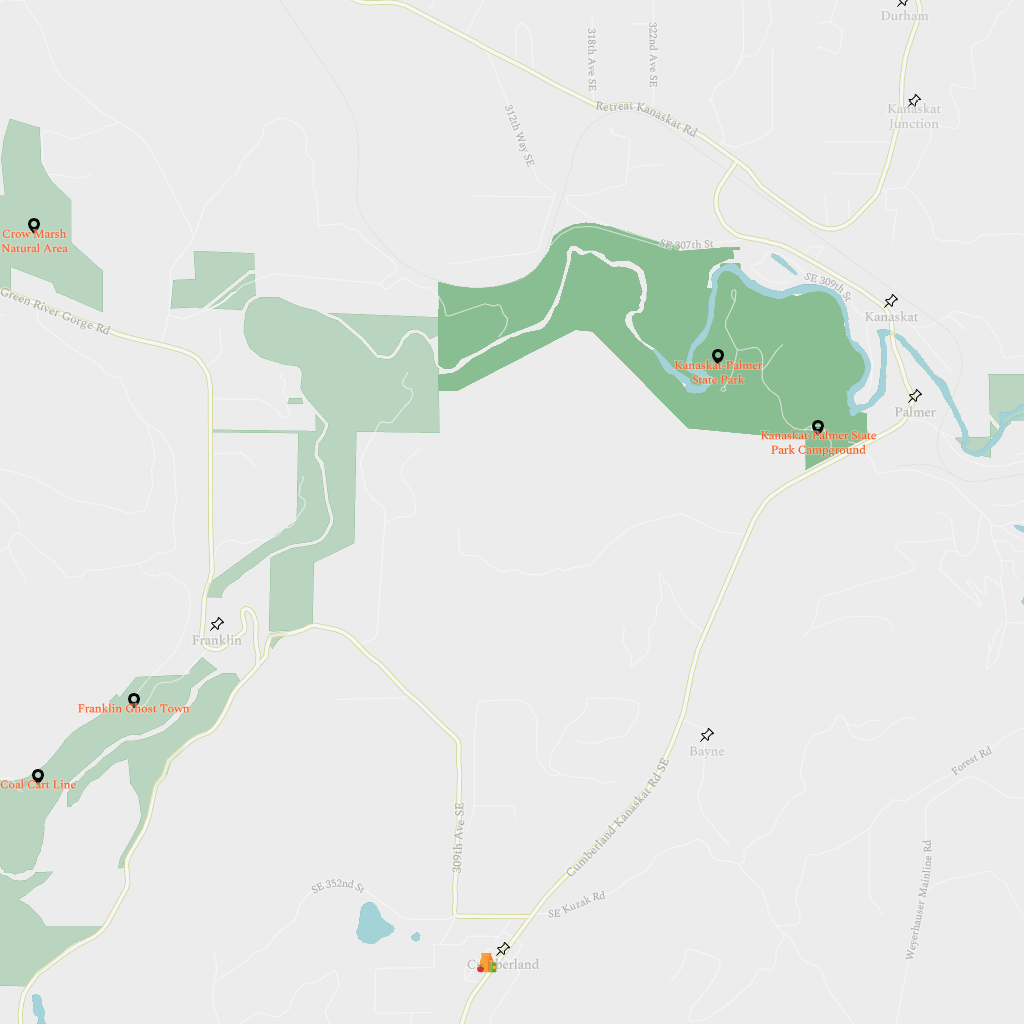 Durham
318th Ave SE
322nd Ave SE
Retreat Kanaskat Rd
Kanaskat
Junction
312th Way SE
Crow Marsh
Natural Area
SE 307th St
SE 309th St
Green River Gorge Rd
Kanaskat
Kanaskat-Palmer
State Park
Palmer
Kanaskat-Palmer State
Park Campground
Franklin
Franklin Ghost Town
Bayne
Forest Rd
Coal Cart Line
Cumberland Kanaskat Rd SE
309th Ave SE
Weyerhauser Mainline Rd
SE 352nd St
SE Kuzak Rd
Cumberland